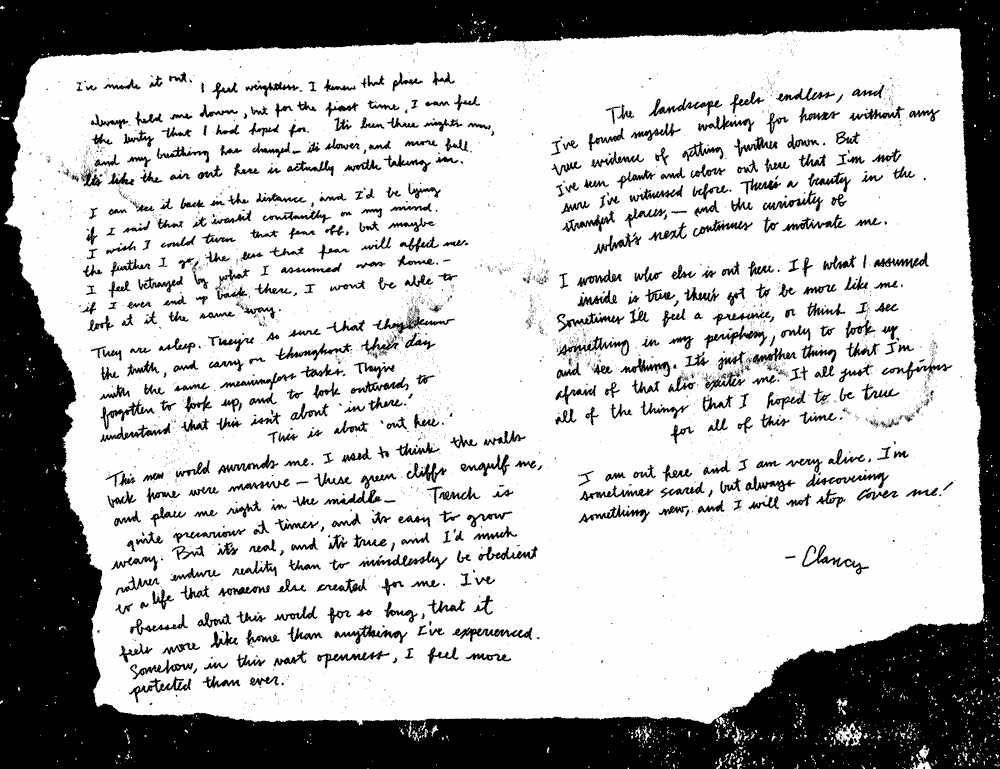 I've made it out. I feel weightless. I knew that place had
always held me down, but for the first time, I can feel
the levity that I had hoped for. It's been three nights now,
and my breathing has changed - it's slower, and more full.
It's like the air out here is actually worth taking in.
I can see it back in the distance, and I'd be lying
if I said that it wasn't constantly on my mind.
I wish I could turn that fear off, but maybe
the further I go, the less that fear will affect me.
I feel betrayed by what I assumed was home. -
if I ever end up back there, I wont be able to
look at it the same way.
They are asleep. They're so sure that they know
the truth, and carry on throughout their day
with the same meaningless tasks. They've
forgotten to look up, and to look outward, to
understand that this isn't about 'in there.'
This is about 'out here.'
This new world surronds me. I used to think the walls
back home were massive - these green cliffs engulf me,
and place me right in the middle - Trench is
quite precarious at times, and its easy to grow
weary. But it's real, and it's true, and I'd much
rather endure reality than to mindlessly be obedient
to a life that someone else created for me. I've
obsessed about this world for so long, that it
feels more like home than anything I've experienced.
Somehow, in this vast openness, I feel more
protected than ever.
The landscape feels endless, and
I've found myself walking for hours without any
true evidence of getting further down. But
I've seen plants and colors out here that I'm not
sure I've witnessed before. There's a beauty in the
strangest places, - and the curiosity of
what's next continues to motivate me.
I wonder who else is out here. If what I assumed
inside is true, there's got to be more like me.
Sometimes Ill feel a presence, or think I see
something in my periphery, only to look up
and see nothing. It's just another thing that I'm
afraid of that also excites me. It all just confirms
all of the things that I hoped to be true
for all of this time.
I am out here and I am very alive. I'm
sometimes scared, but always discovering
something new, and I will not stop. Cover me!
- Clancy